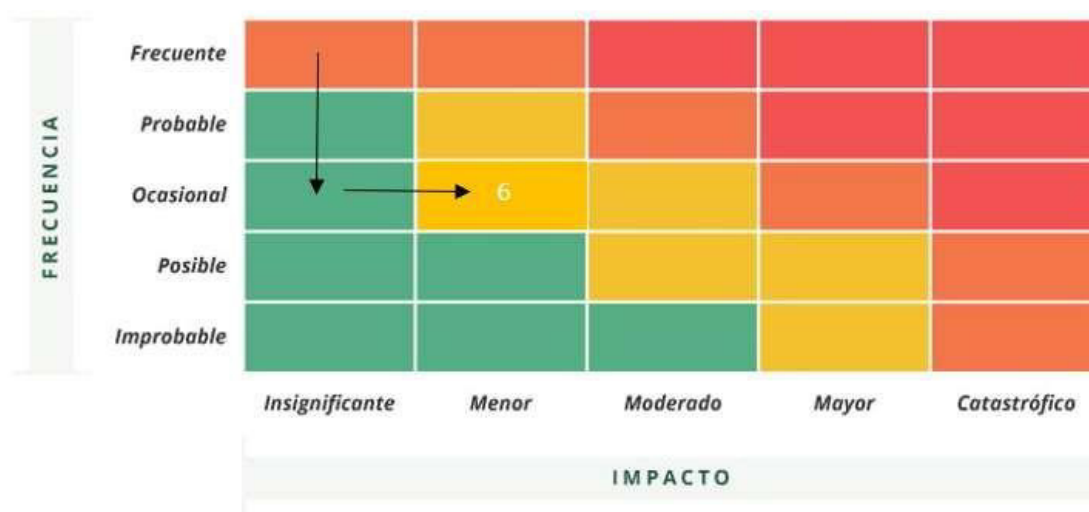 FRECUENCIA
Frecuente
Probable
Ocasional
6
Posible
Improbable
Insignificante Menor Moderado Mayor Catastrófico
IMPACTO